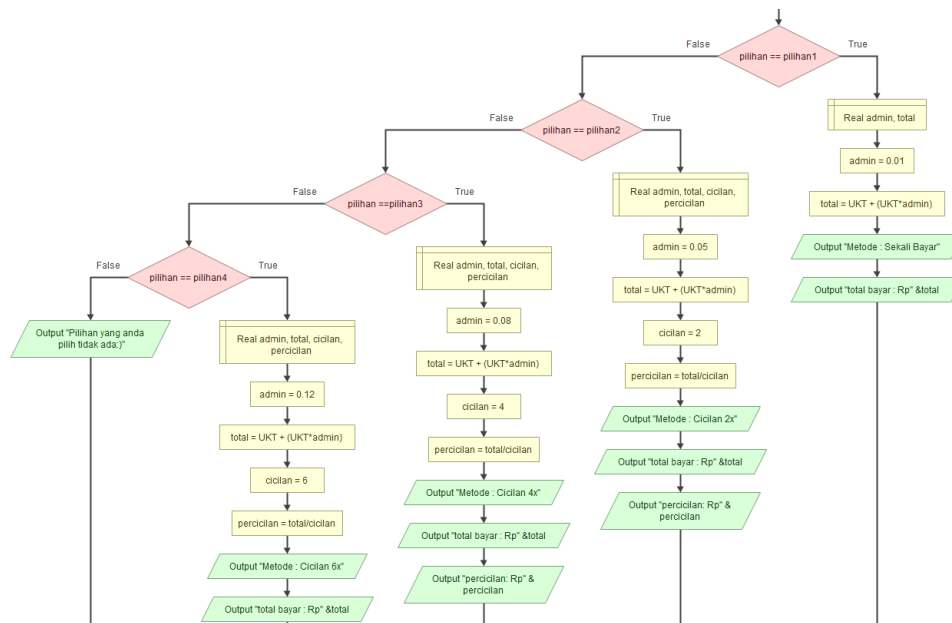 False
True
pilihan == pilihan1
Real admin, total
admin = 0.01
total = UKT + (UKT*admin)
Output "Metode : Sekali Bayar"
Output "total bayar : Rp" &total
False
True
pilihan == pilihan2
Real admin, total, cicilan,
percicilan
admin = 0.05
total = UKT + (UKT*admin)
cicilan = 2
percicilan = total/cicilan
Output "Metode : Cicilan 2x"
Output "total bayar : Rp" &total
Output "percicilan: Rp" &
percicilan
False
True
pilihan ==pilihan3
Real admin, total, cicilan,
percicilan
admin = 0.08
total = UKT + (UKT*admin)
cicilan = 4
percicilan = total/cicilan
Output "Metode : Cicilan 4x"
Output "total bayar : Rp" &total
Output "percicilan: Rp" &
percicilan
False
True
pilihan == pilihan4
Output "Pilihan yang anda
pilih tidak ada:)"
Real admin, total, cicilan,
percicilan
admin = 0.12
total = UKT + (UKT*admin)
cicilan = 6
percicilan = total/cicilan
Output "Metode : Cicilan 6x"
Output "total bayar : Rp" &total